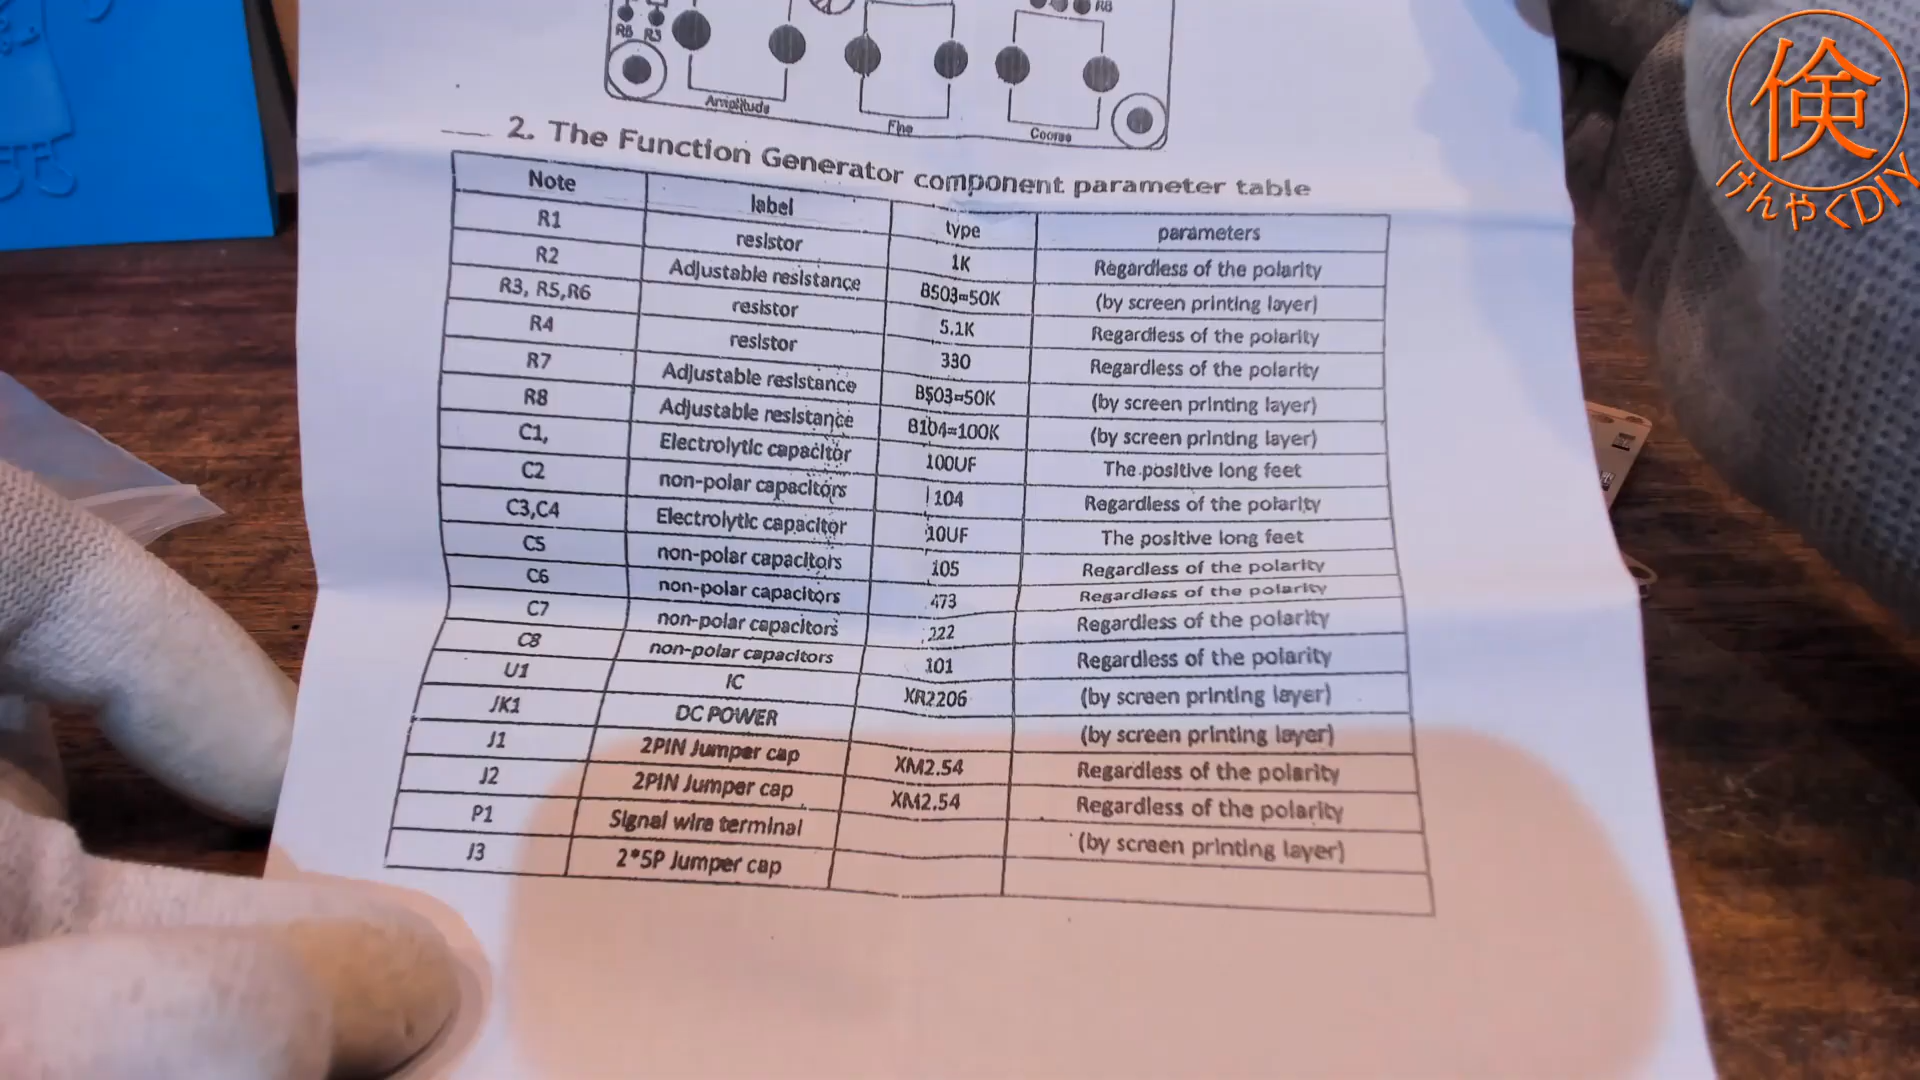 R8
R6 R3
Amplitude
Fine
Coorse
2. The Function Generator component parameter table
Note label type parameters
R1 resistor 1K Regardless of the polarity
R2 Adjustable resistance B503=50K (by screen printing layer)
R3, R5,R6 resistor 5.1K Regardless of the polarity
R4 resistor 330 Regardless of the polarity
R7 Adjustable resistance B503=50K (by screen printing layer)
R8 Adjustable resistance B104=100K (by screen printing layer)
C1, Electrolytic capacitor 100UF The positive long feet
C2 non-polar capacitors 104 Regardless of the polarity
C3,C4 Electrolytic capacitor 10UF The positive long feet
C5 non-polar capacitors 105 Regardless of the polarity
C6 non-polar capacitors 473 Regardless of the polarity
C7 non-polar capacitors 222 Regardless of the polarity
C8 non-polar capacitors 101 Regardless of the polarity
U1 IC XR2206 (by screen printing layer)
JK1 DC POWER (by screen printing layer)
J1 2PIN Jumper cap XM2.54 Regardless of the polarity
J2 2PIN Jumper cap XM2.54 Regardless of the polarity
P1 Signal wire terminal (by screen printing layer)
J3 2*5P Jumper cap
倹
けんやくDIY